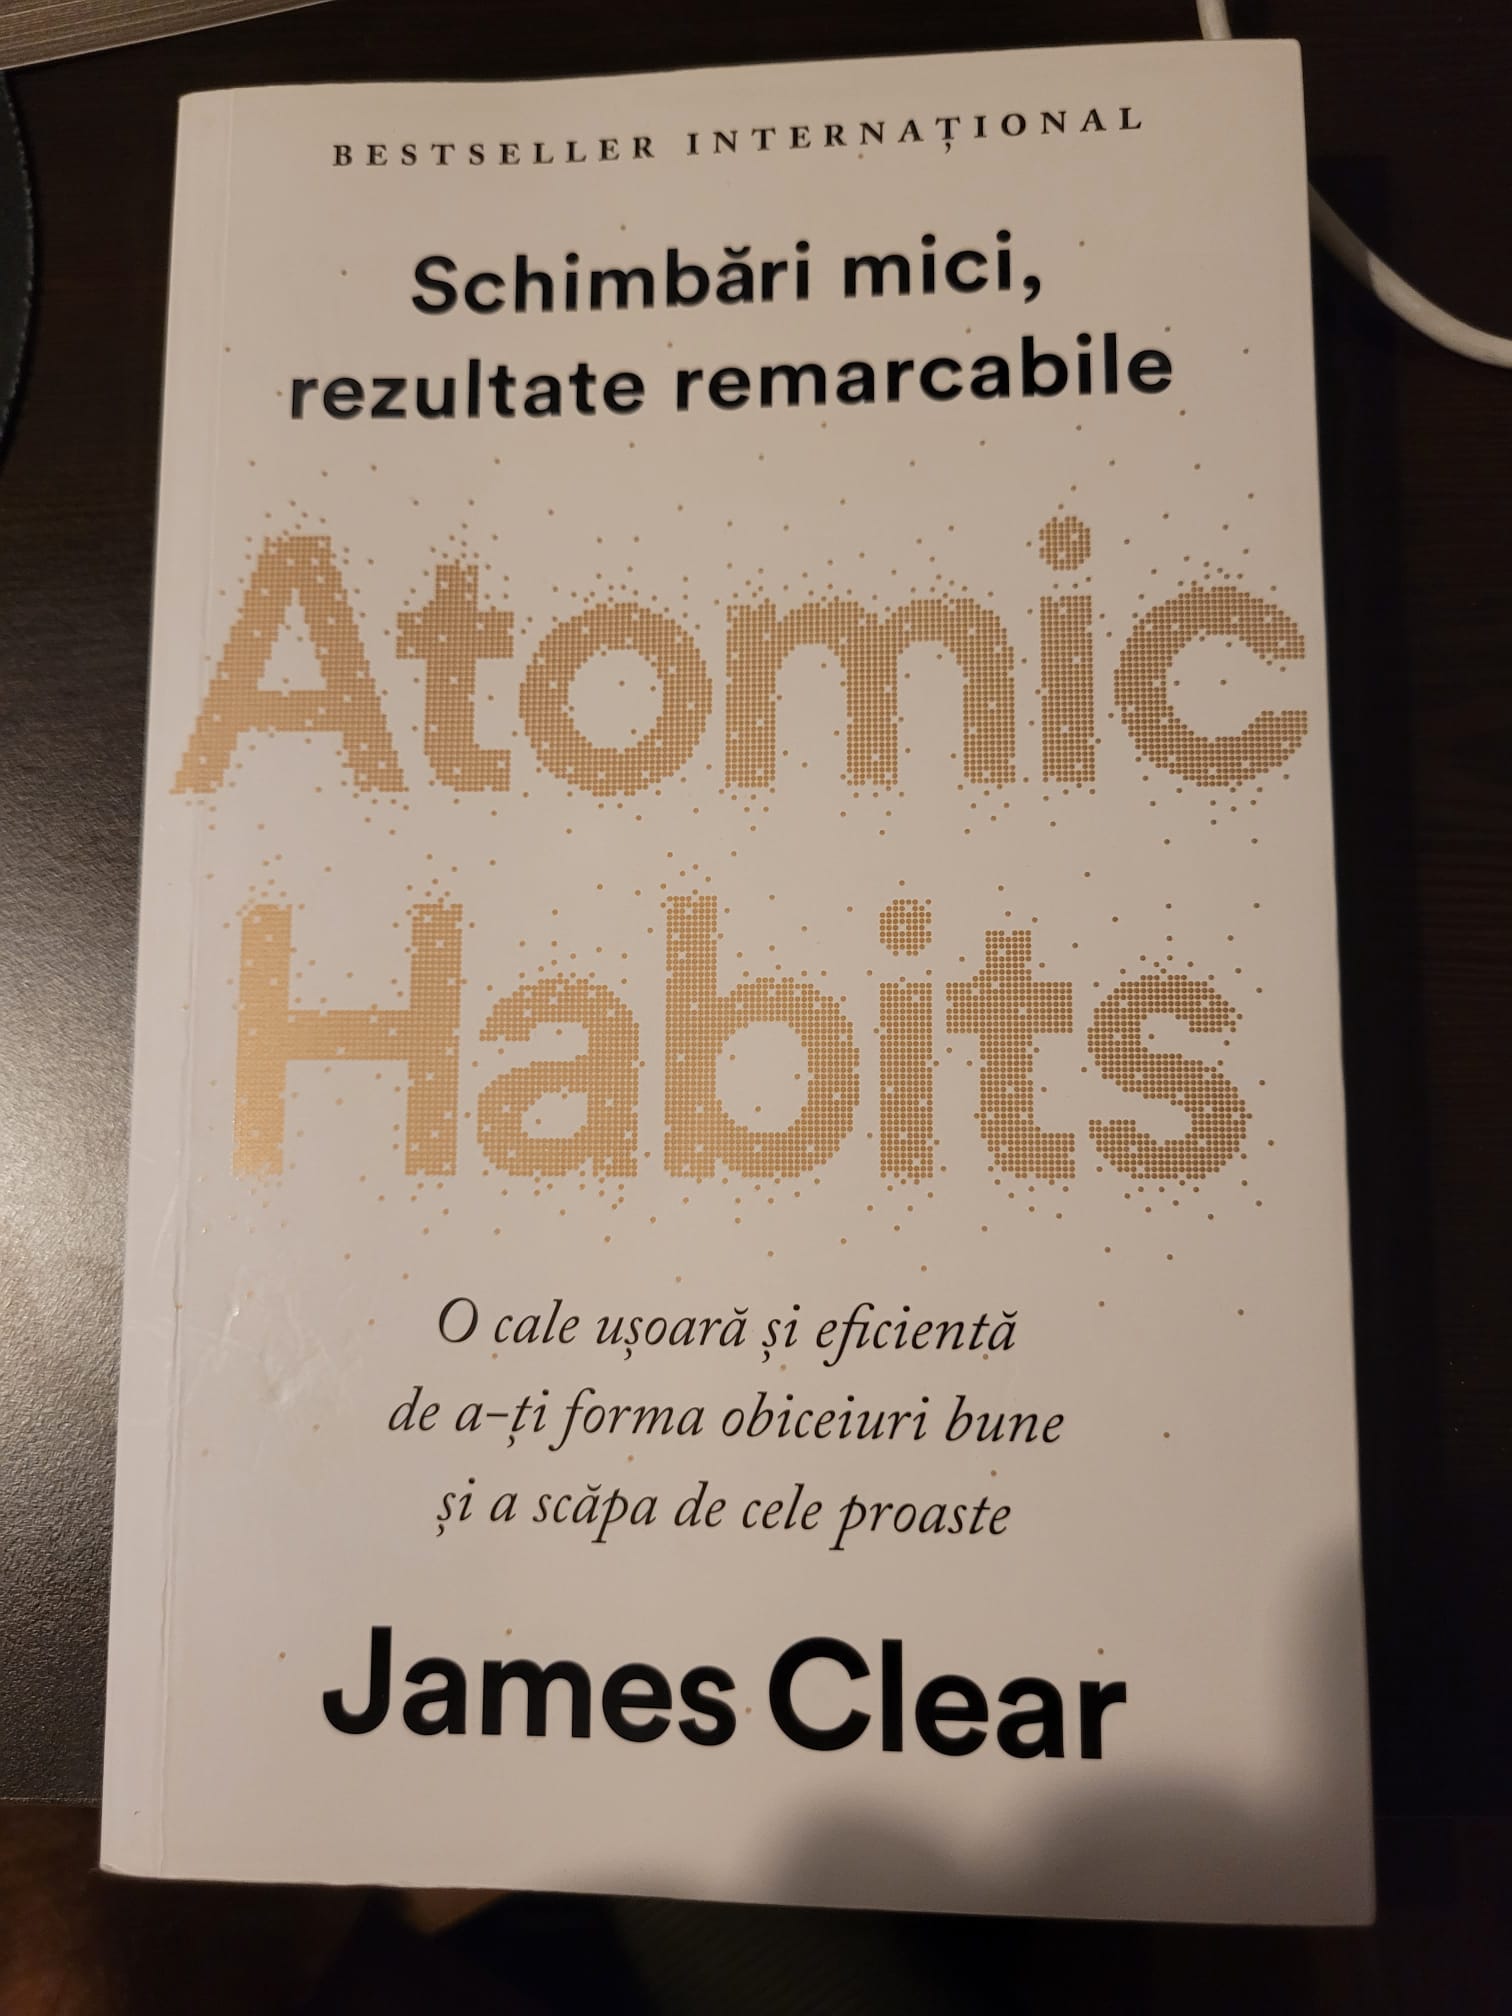 BESTSELLER INTERNAȚIONAL
Schimbări mici,
rezultate remarcabile
Atomic
Habits
O cale ușoară și eficientă
de a-ți forma obiceiuri bune
și a scăpa de cele proaste
James Clear